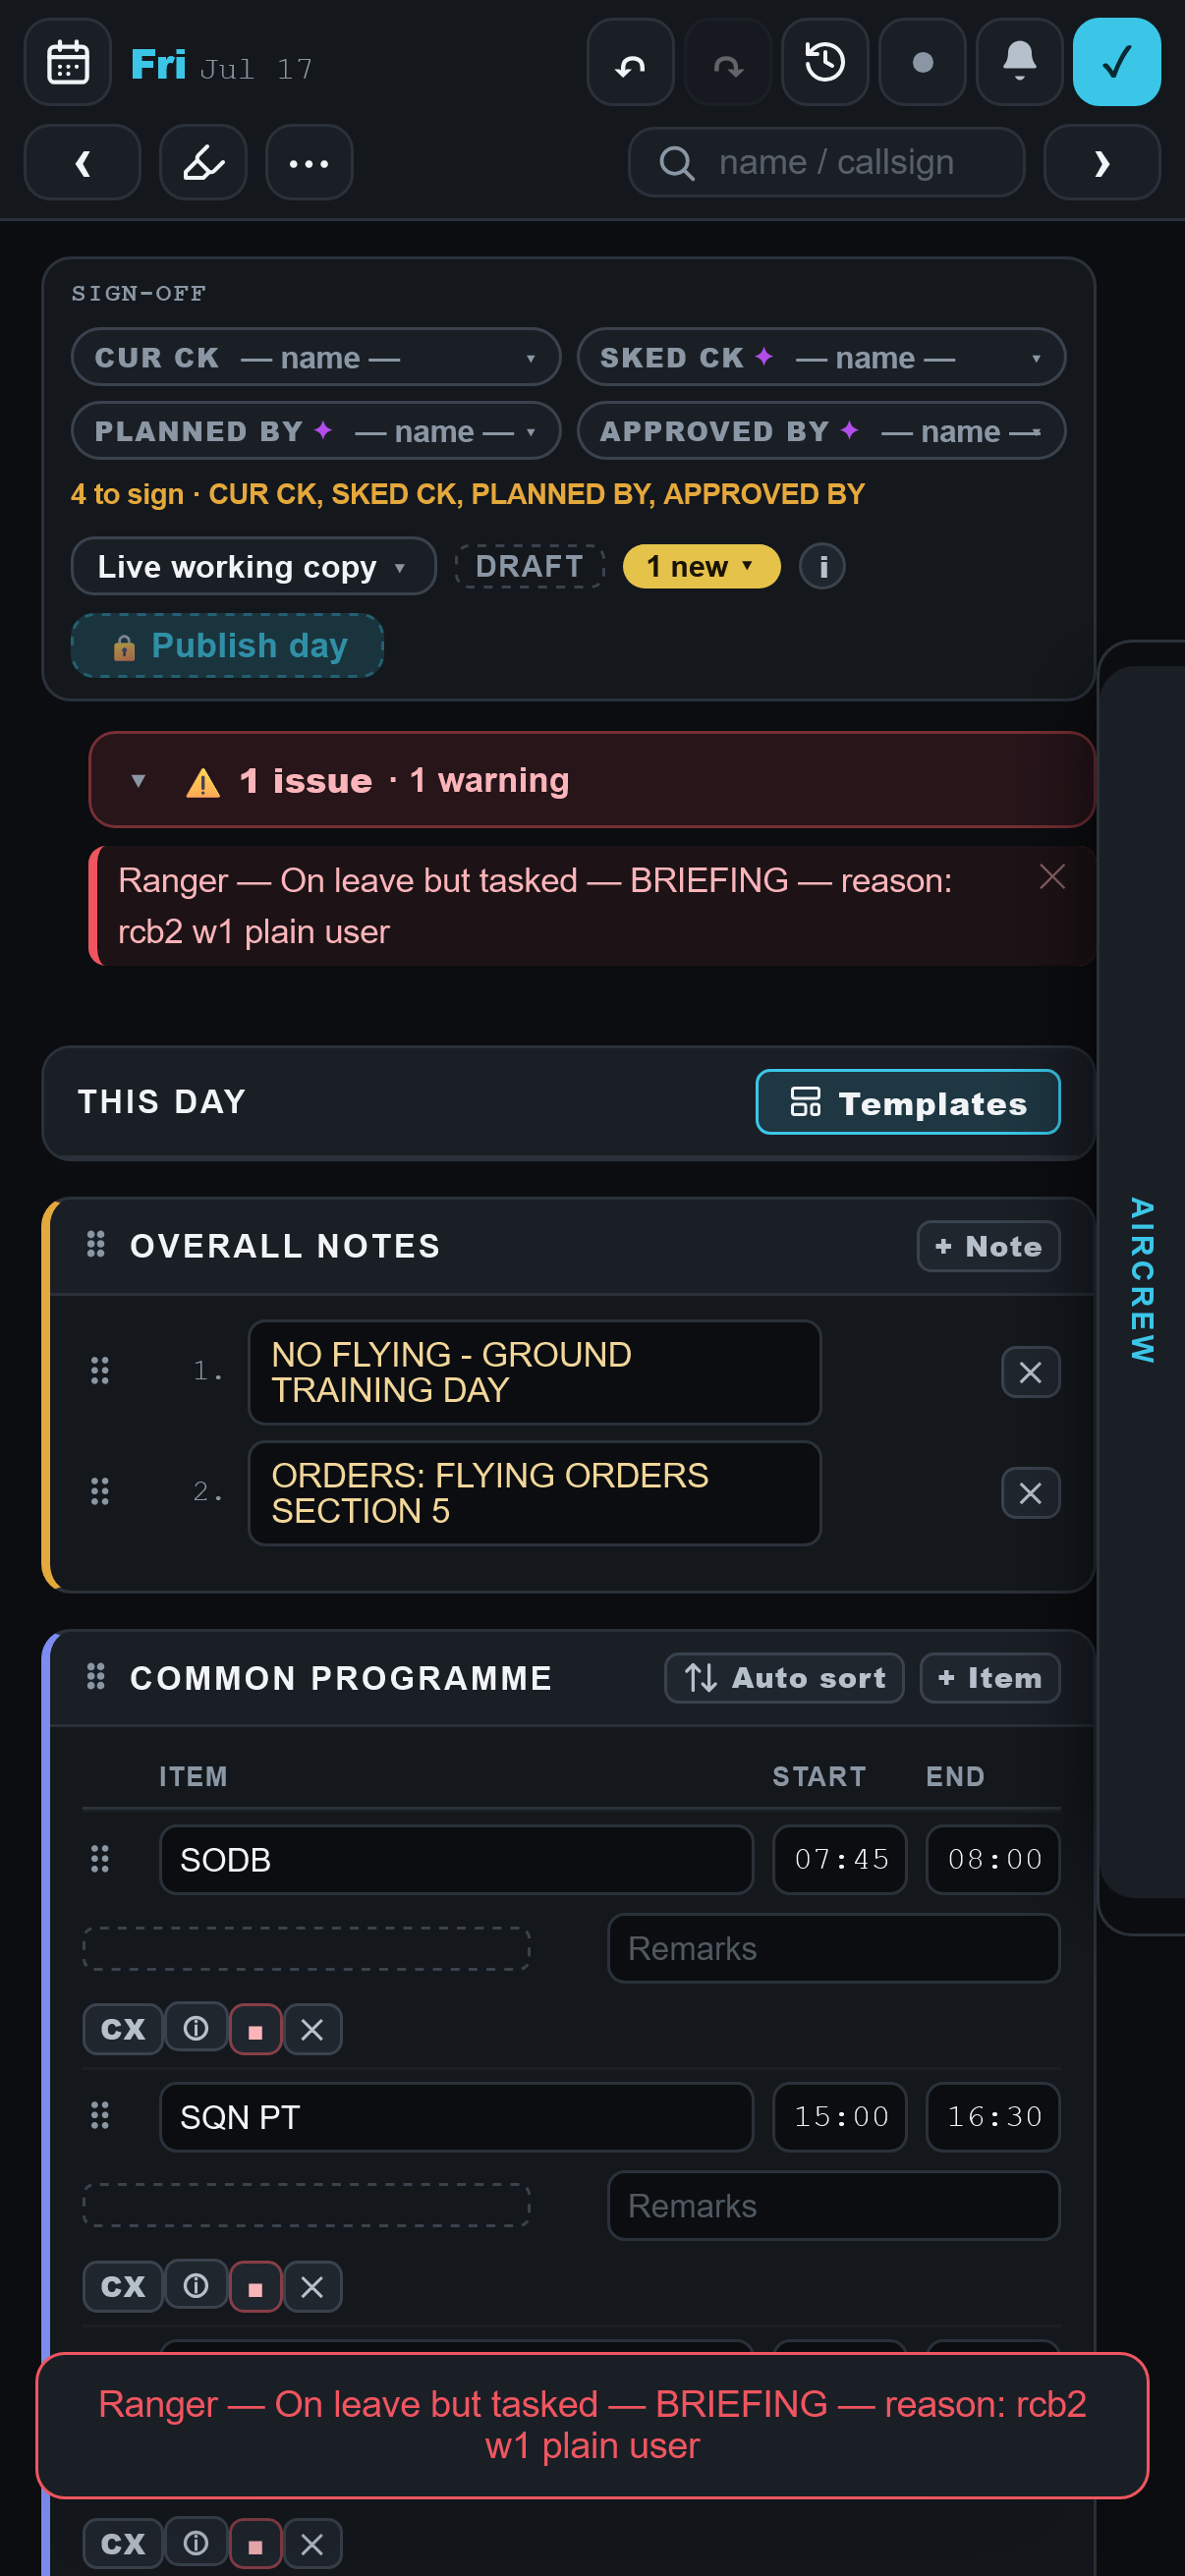 Fri Jul 17
name / callsign
SIGN-OFF
CUR CK — name —
SKED CK — name —
PLANNED BY — name —
APPROVED BY — name —
4 to sign · CUR CK, SKED CK, PLANNED BY, APPROVED BY
Live working copy
DRAFT
1 new
i
Publish day
1 issue · 1 warning
Ranger — On leave but tasked — BRIEFING — reason:
rcb2 w1 plain user
THIS DAY
Templates
AIRCREW
OVERALL NOTES
+ Note
1. NO FLYING - GROUND
TRAINING DAY
2. ORDERS: FLYING ORDERS
SECTION 5
COMMON PROGRAMME
Auto sort
+ Item
ITEM START END
SODB 07:45 08:00
Remarks
CX
SQN PT 15:00 16:30
Remarks
CX
Ranger — On leave but tasked — BRIEFING — reason: rcb2
w1 plain user
CX